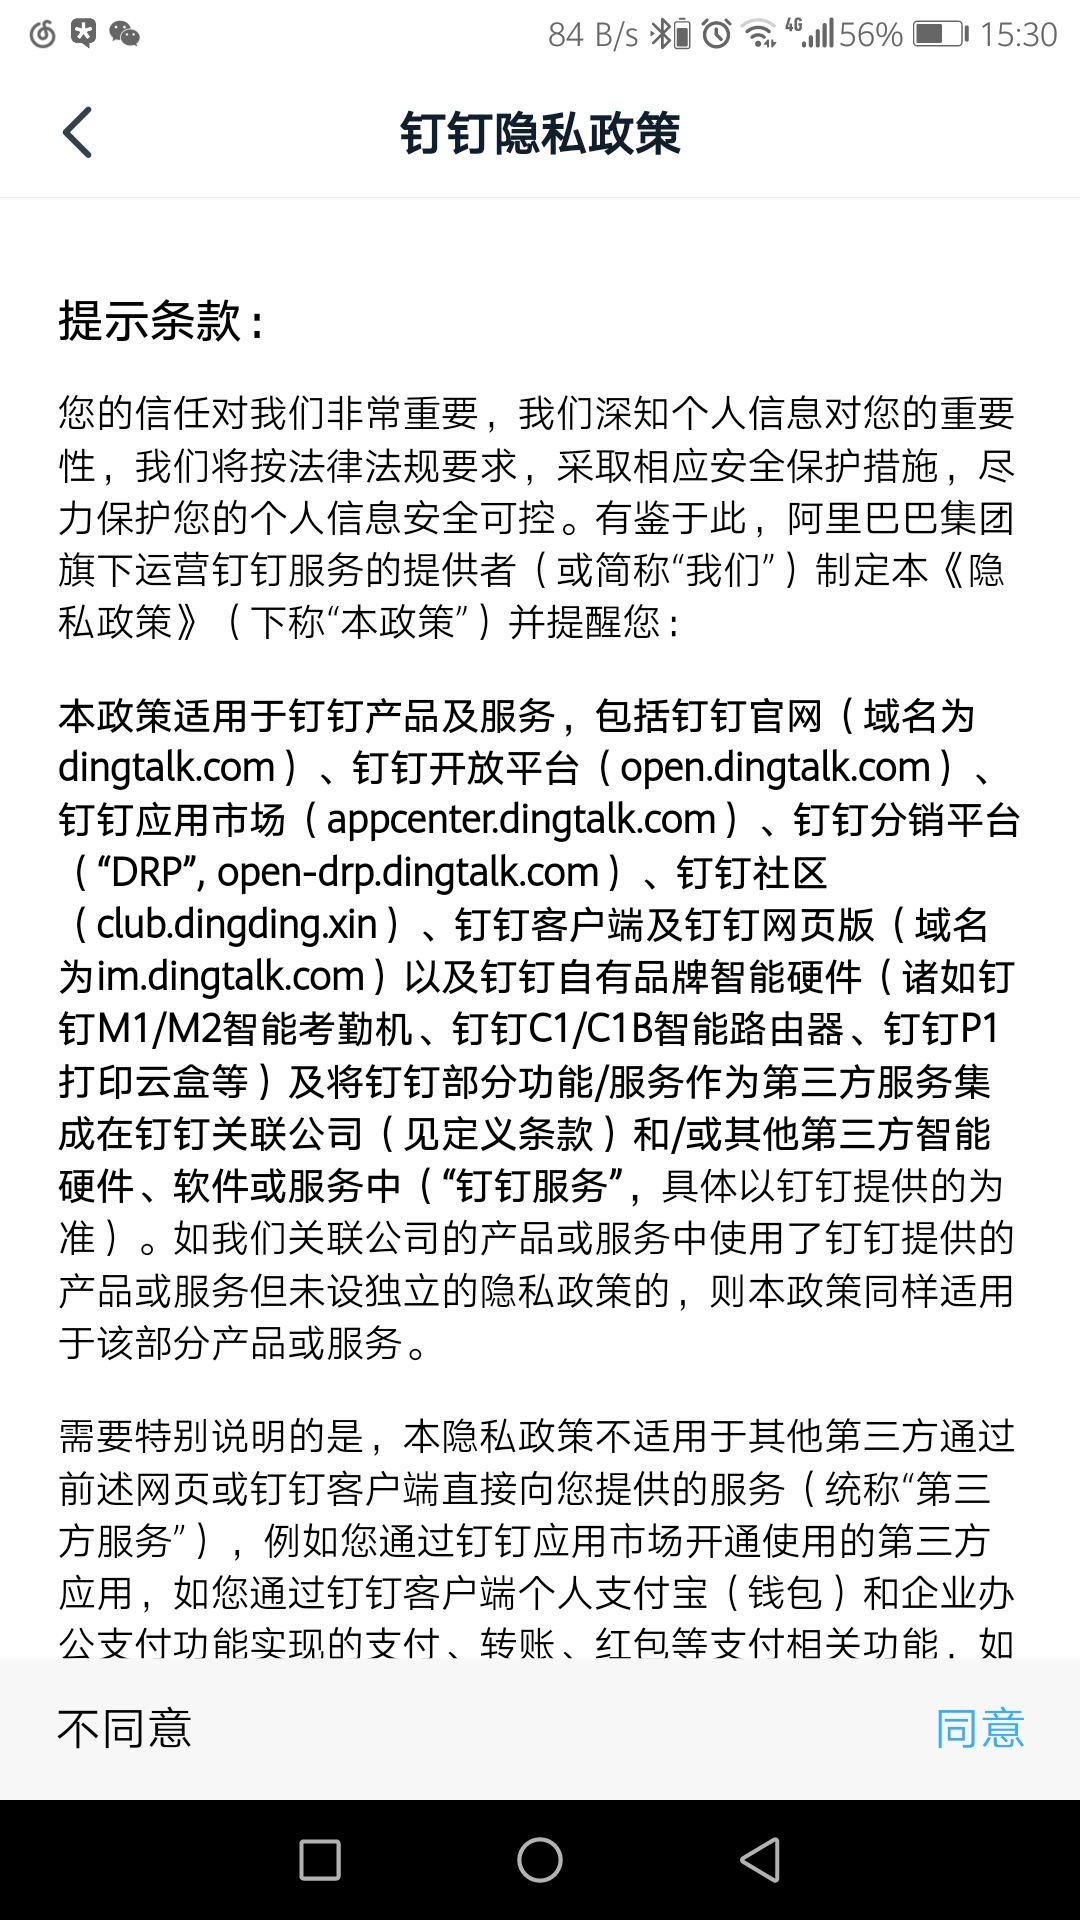 84 B/s 4G 56% 15:30
钉钉隐私政策
提示条款：
您的信任对我们非常重要，我们深知个人信息对您的重要
性，我们将按法律法规要求，采取相应安全保护措施，尽
力保护您的个人信息安全可控。有鉴于此，阿里巴巴集团
旗下运营钉钉服务的提供者（或简称“我们”）制定本《隐
私政策》（下称“本政策”）并提醒您：
本政策适用于钉钉产品及服务，包括钉钉官网（域名为
dingtalk.com）、钉钉开放平台（open.dingtalk.com）、
钉钉应用市场（appcenter.dingtalk.com）、钉钉分销平台
（“DRP”, open-drp.dingtalk.com）、钉钉社区
（club.dingding.xin）、钉钉客户端及钉钉网页版（域名
为im.dingtalk.com）以及钉钉自有品牌智能硬件（诸如钉
钉M1/M2智能考勤机、钉钉C1/C1B智能路由器、钉钉P1
打印云盒等）及将钉钉部分功能/服务作为第三方服务集
成在钉钉关联公司（见定义条款）和/或其他第三方智能
硬件、软件或服务中（“钉钉服务”，具体以钉钉提供的为
准）。如我们关联公司的产品或服务中使用了钉钉提供的
产品或服务但未设独立的隐私政策的，则本政策同样适用
于该部分产品或服务。
需要特别说明的是，本隐私政策不适用于其他第三方通过
前述网页或钉钉客户端直接向您提供的服务（统称“第三
方服务”），例如您通过钉钉应用市场开通使用的第三方
应用，如您通过钉钉客户端个人支付宝（钱包）和企业办
公支付功能实现的支付、转账、红包等支付相关功能，如
不同意
同意